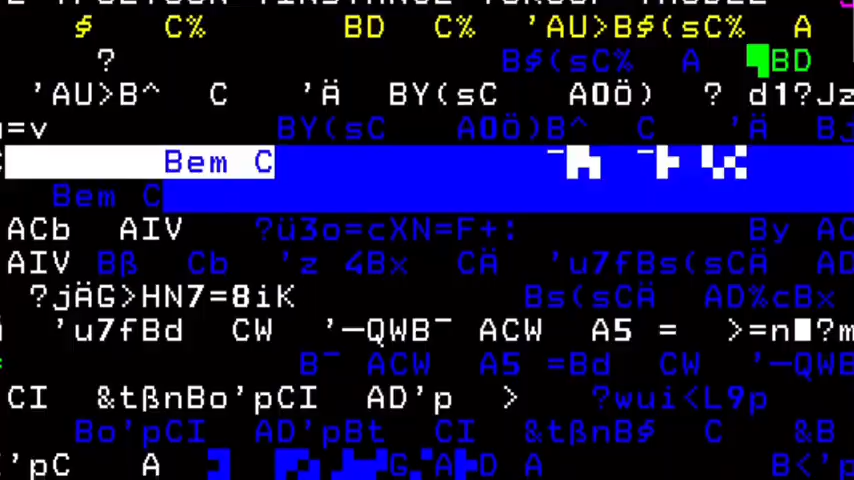 $ C% BD C% 'AU>B$(sC% A
? B$(sC% A BD
'AU>B^ C 'Ä BY(sC A0Ö) ? d1?Jz
=v BY(sC A0Ö)B^ C 'Ä Bj
Bem C
Bem C
ACb AIV ?ü3o=cXN=F+: By AC
AIV Bß Cb 'z 4Bx CÄ 'u7fBs(sCÄ AD
?jÄG>HN7=8iK Bs(sCÄ AD%cBx
'u7fBd CW '—QWB¯ ACW A5 = >=n■?m
B¯ ACW A5 =Bd CW '—QWB
CI &tßnBo'pCI AD'p > ?wui<L9p
Bo'pCI AD'pBt CI &tßnB$ C &B
'pC A G A D A B<'p